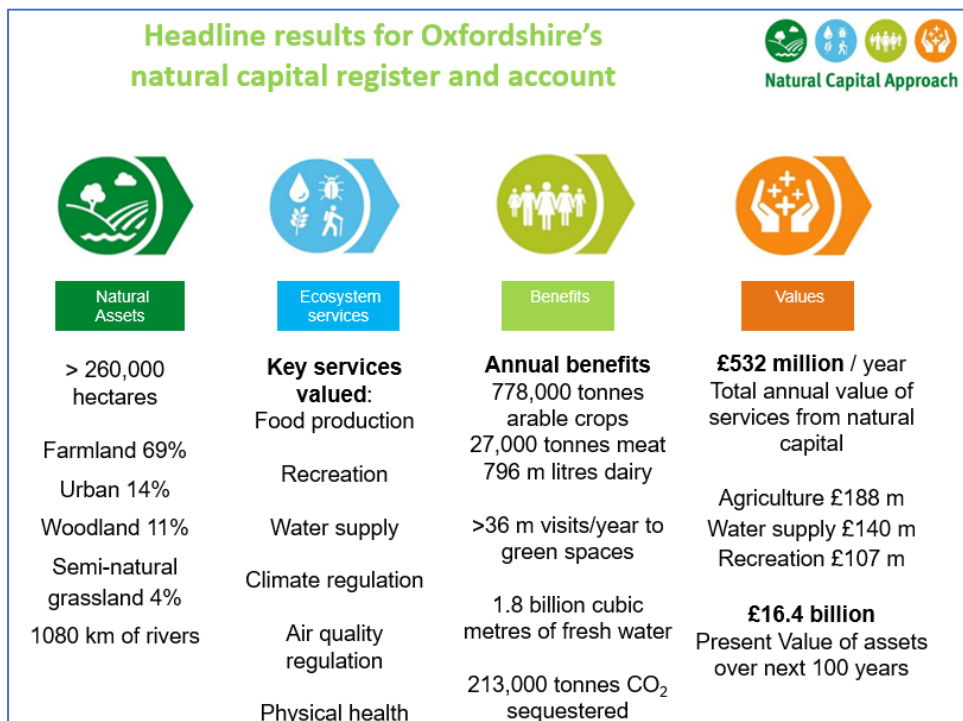 Headline results for Oxfordshire's
natural capital register and account
Natural Capital Approach
Natural
Assets
> 260,000
hectares
Farmland 69%
Urban 14%
Woodland 11%
Semi-natural
grassland 4%
1080 km of rivers
Ecosystem
services
Key services
valued:
Food production
Recreation
Water supply
Climate regulation
Air quality
regulation
Physical health
Benefits
Annual benefits
778,000 tonnes
arable crops
27,000 tonnes meat
796 m litres dairy
>36 m visits/year to
green spaces
1.8 billion cubic
metres of fresh water
213,000 tonnes CO₂
sequestered
Values
£532 million / year
Total annual value of
services from natural
capital
Agriculture £188 m
Water supply £140 m
Recreation £107 m
£16.4 billion
Present Value of assets
over next 100 years